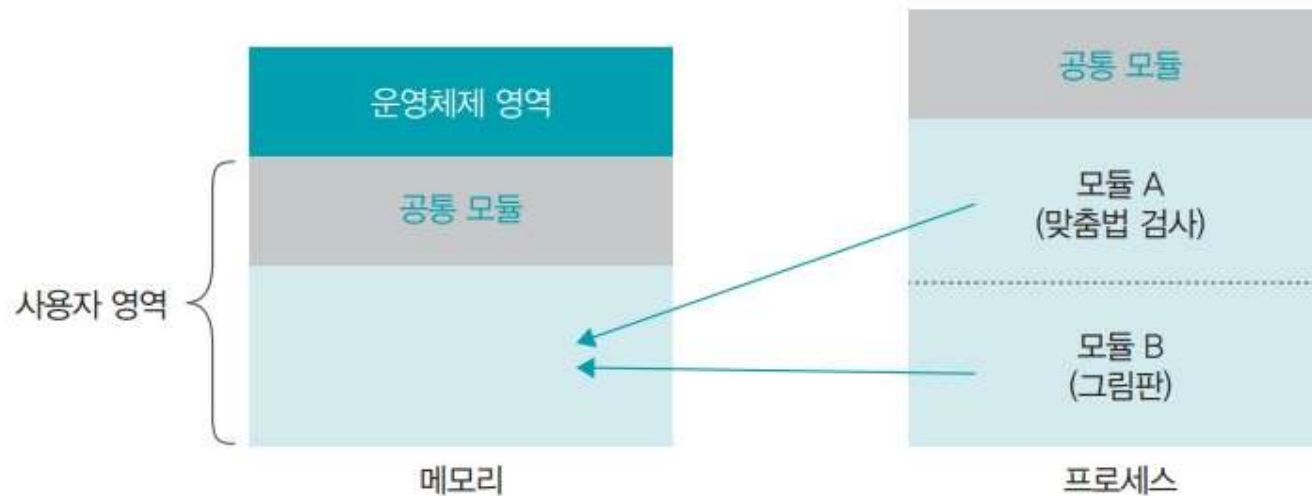 운영체제 영역
공통 모듈
사용자 영역
메모리
공통 모듈
모듈 A
(맞춤법 검사)
모듈 B
(그림판)
프로세스